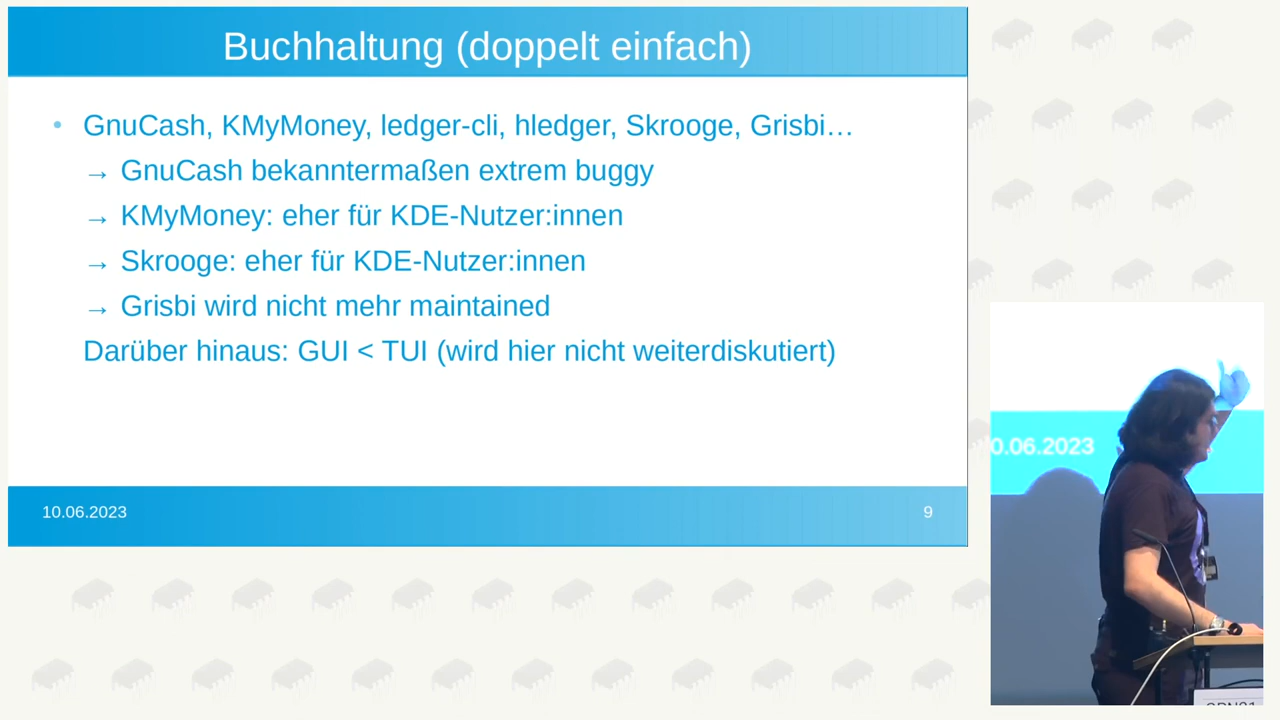 Buchhaltung (doppelt einfach)
• GnuCash, KMyMoney, ledger-cli, hledger, Skrooge, Grisbi…
→ GnuCash bekanntermaßen extrem buggy
→ KMyMoney: eher für KDE-Nutzer:innen
→ Skrooge: eher für KDE-Nutzer:innen
→ Grisbi wird nicht mehr maintained
Darüber hinaus: GUI < TUI (wird hier nicht weiterdiskutiert)
10.06.2023
9
0.06.2023